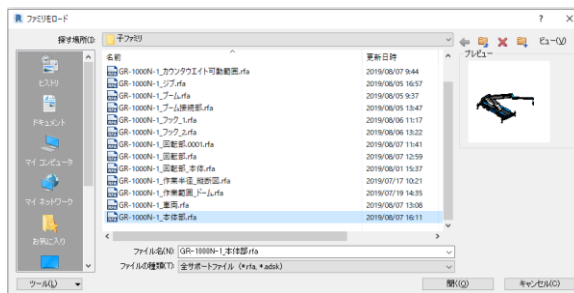 ファミリをロード
探す場所(I):
子ファミリ
ビュー(V)
名前
更新日時
プレビュー
GR-1000N-1_カウンタウエイト可動範囲.rfa 2019/08/07 9:44
GR-1000N-1_ジブ.rfa 2019/08/05 16:57
GR-1000N-1_ブーム.rfa 2019/08/05 9:37
GR-1000N-1_ブーム接続部.rfa 2019/08/05 13:47
GR-1000N-1_フック_1.rfa 2019/08/06 11:17
GR-1000N-1_フック_2.rfa 2019/08/06 13:22
GR-1000N-1_回転部.0001.rfa 2019/08/07 11:41
GR-1000N-1_回転部.rfa 2019/08/07 12:59
GR-1000N-1_回転部_本体.rfa 2019/08/01 15:37
GR-1000N-1_作業半径_縦断図.rfa 2019/07/17 10:21
GR-1000N-1_作業範囲_ドーム.rfa 2019/07/19 14:35
GR-1000N-1_車両.rfa 2019/08/07 13:08
GR-1000N-1_本体部.rfa 2019/08/07 16:11
ヒストリ
ドキュメント
マイ コンピュータ
マイ ネットワーク
お気に入り
ファイル名(N): GR-1000N-1_本体部.rfa
ファイルの種類(T): 全サポートファイル (*.rfa, *.adsk)
ツール(L)
開く(O)
キャンセル(C)